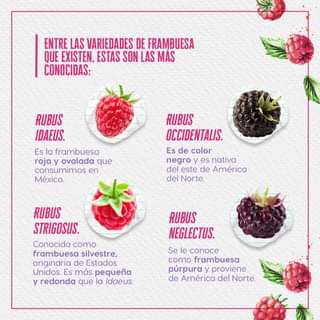 ENTRE LAS VARIEDADES DE FRAMBUESA
QUE EXISTEN, ESTAS SON LAS MÁS
CONOCIDAS:
RUBUS
IDAEUS.
Es la frambuesa
roja y ovalada que
consumimos en
México.
RUBUS
OCCIDENTALIS.
Es de color
negro y es nativa
del este de América
del Norte.
RUBUS
STRIGOSUS.
Conocida como
frambuesa silvestre,
originaria de Estados
Unidos. Es más pequeña
y redonda que la Idaeus
RUBUS
NEGLECTUS.
Se le conoce
como frambuesa
púrpura y proviene
de América del Norte.